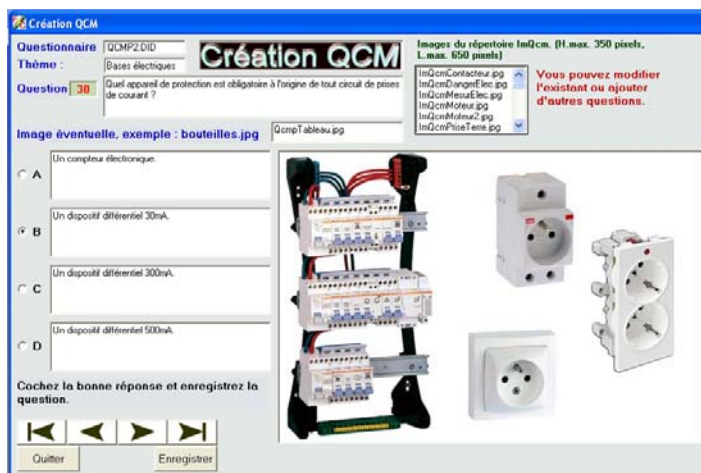 Création QCM
Questionnaire QCMP2.DID
Thème : Bases électriques
Création QCM
Question 30
Quel appareil de protection est obligatoire à l'origine de tout circuit de prises
de courant ?
Images du répertoire ImQcm. (H.max. 350 pixels,
L.max. 650 pixels)
ImQcmContacteur.jpg
ImQcmDangerElec.jpg
ImQcmMesurElec.jpg
ImQcmMoteur.jpg
ImQcmMoteur2.jpg
ImQcmPriseTerre.jpg
Vous pouvez modifier
l'existant ou ajouter
d'autres questions.
Image éventuelle, exemple : bouteilles.jpg
QcmpTableau.jpg
A
Un compteur électronique.
B
Un dispositif différentiel 30mA.
C
Un dispositif différentiel 300mA.
D
Un dispositif différentiel 500mA.
Cochez la bonne réponse et enregistrez la
question.
Quitter
Enregistrer